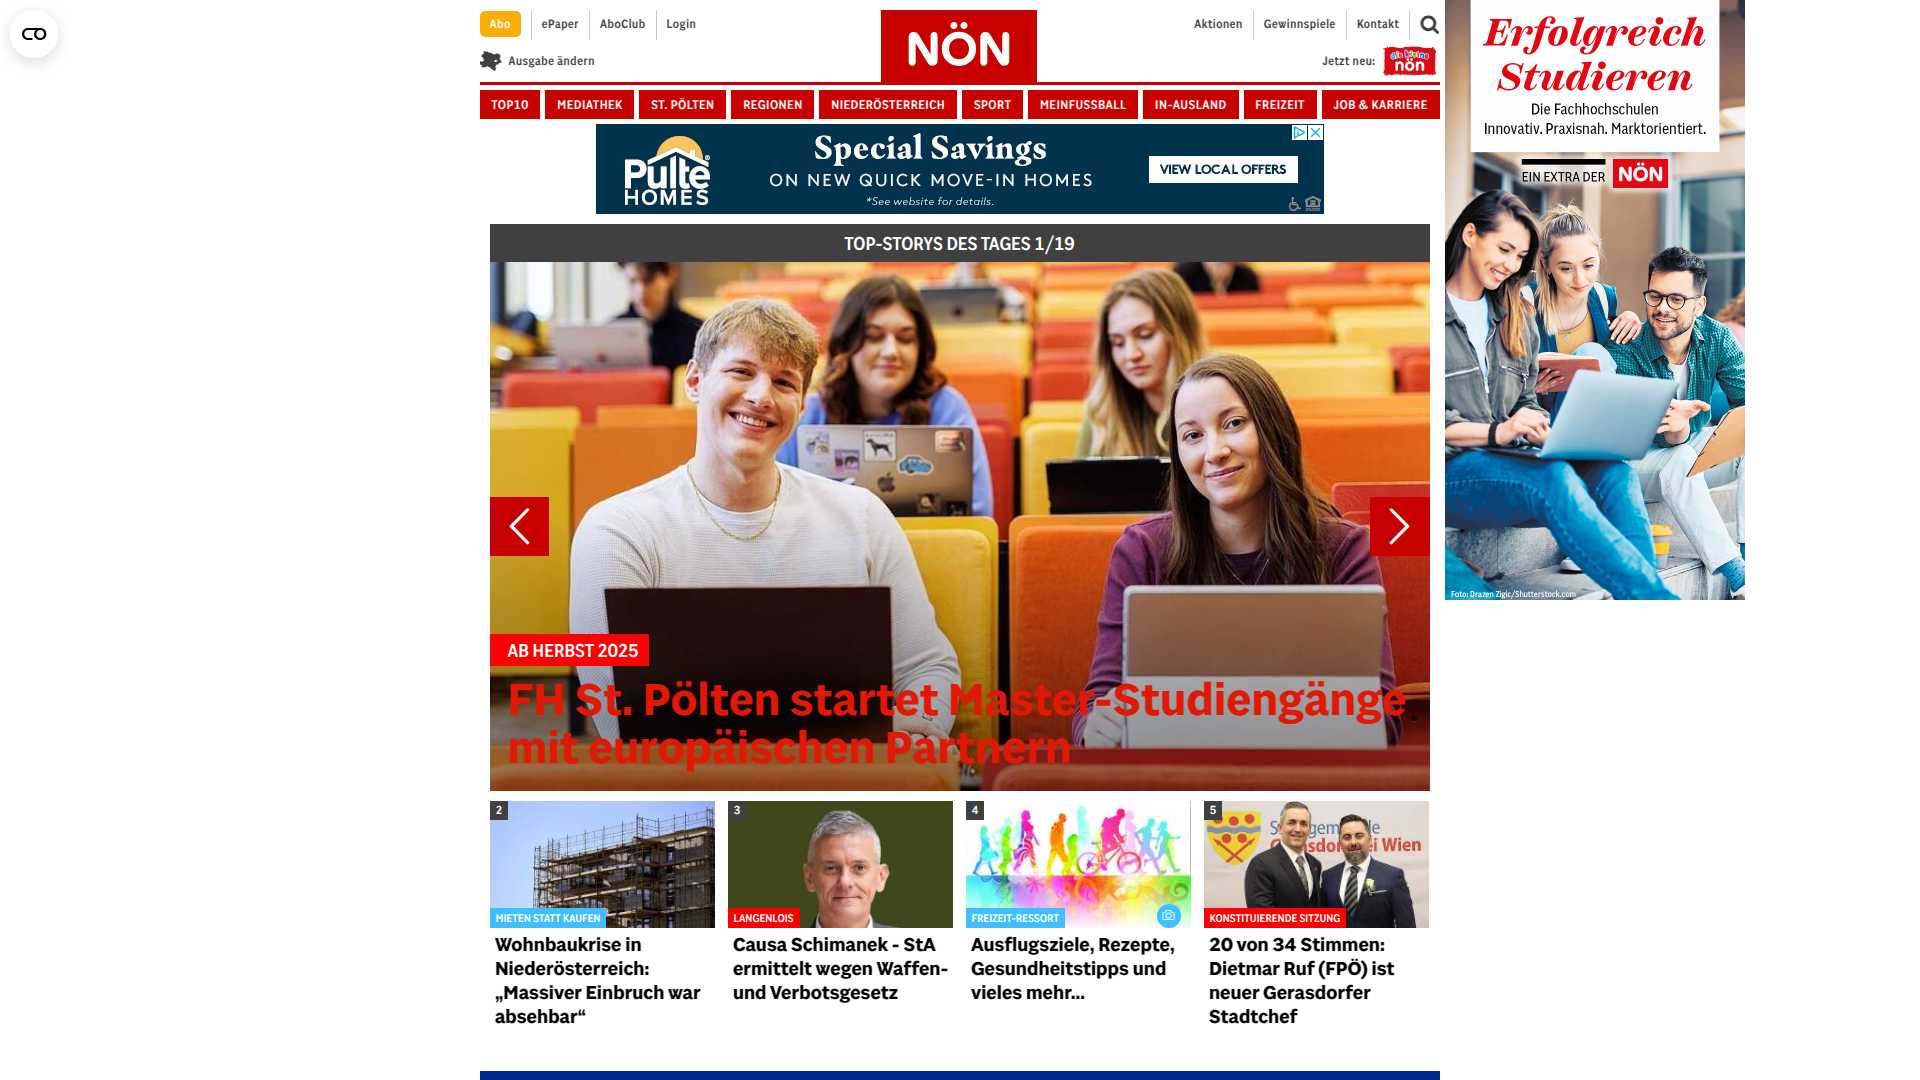 Abo
ePaper
AboClub
Login
NÖN
Aktionen
Gewinnspiele
Kontakt
Ausgabe ändern
Jetzt neu:
die kleine
nön
TOP10
MEDIATHEK
ST. PÖLTEN
REGIONEN
NIEDERÖSTERREICH
SPORT
MEINFUSSBALL
IN-AUSLAND
FREIZEIT
JOB & KARRIERE
Pulte
HOMES
Special Savings
ON NEW QUICK MOVE-IN HOMES
*See website for details.
VIEW LOCAL OFFERS
Erfolgreich
Studieren
Die Fachhochschulen
Innovativ. Praxisnah. Marktorientiert.
EIN EXTRA DER
NÖN
Foto: Drazen Zigic/Shutterstock.com
TOP-STORYS DES TAGES 1/19
AB HERBST 2025
FH St. Pölten startet Master-Studiengänge
mit europäischen Partnern
2
MIETEN STATT KAUFEN
Wohnbaukrise in
Niederösterreich:
„Massiver Einbruch war
absehbar“
3
LANGENLOIS
Causa Schimanek - StA
ermittelt wegen Waffen-
und Verbotsgesetz
4
FREIZEIT-RESSORT
Ausflugsziele, Rezepte,
Gesundheitstipps und
vieles mehr...
5
KONSTITUIERENDE SITZUNG
20 von 34 Stimmen:
Dietmar Ruf (FPÖ) ist
neuer Gerasdorfer
Stadtchef